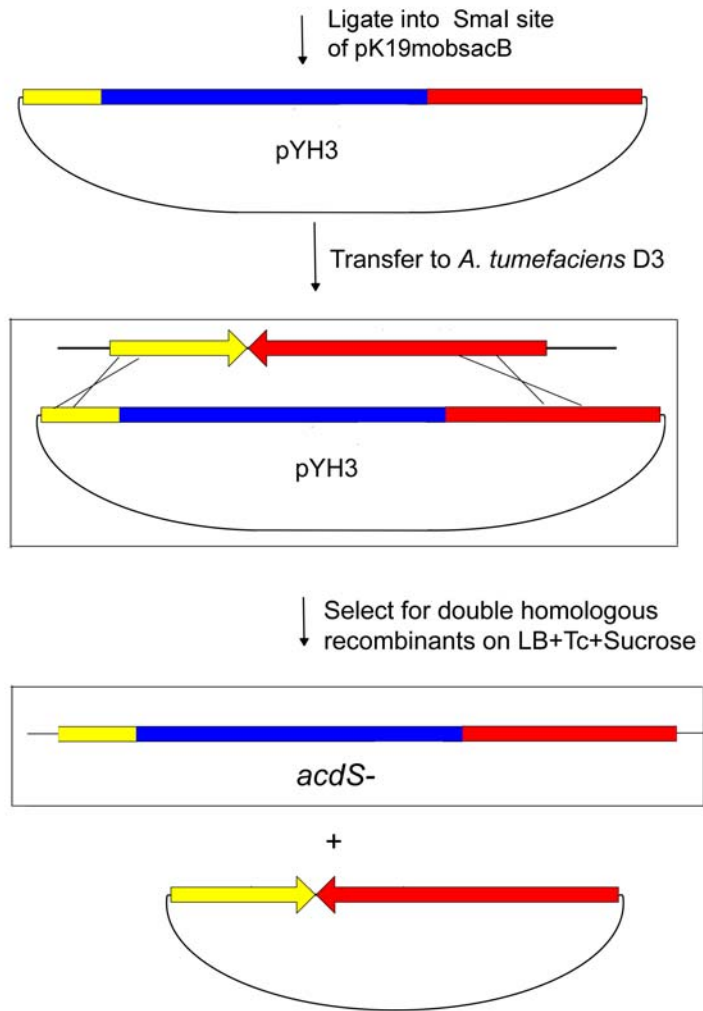 Ligate into SmaI site
of pK19mobsacB
pYH3
Transfer to A. tumefaciens D3
pYH3
Select for double homologous
recombinants on LB+Tc+Sucrose
acdS-
+